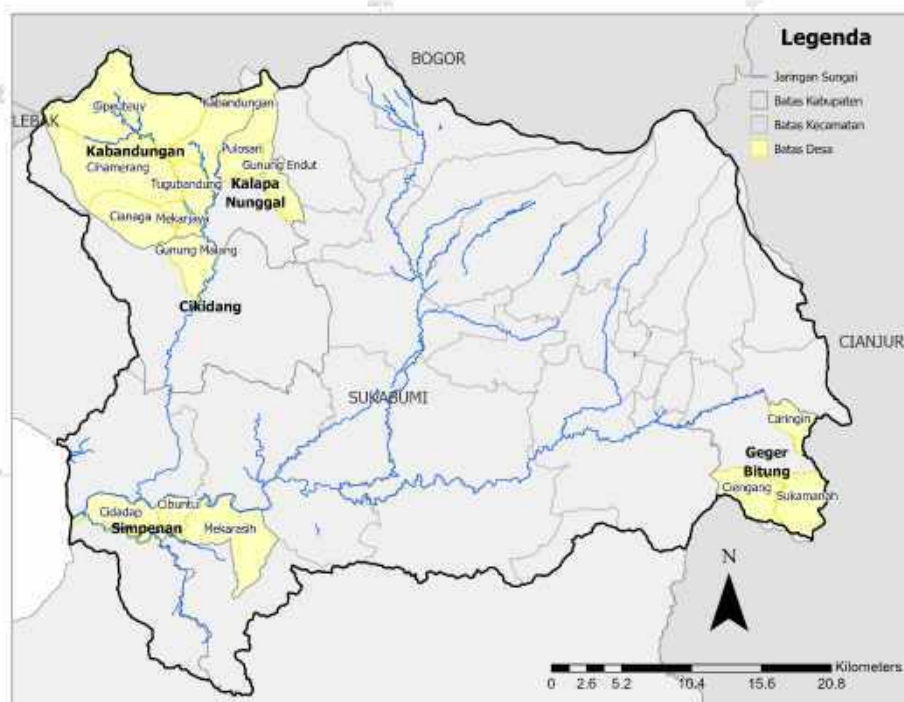 Legenda
Jaringan Sungai
Batas Kabupaten
Batas Kecamatan
Batas Desa
BOGOR
LEBAK
Cipeuteuy
Kabandungan
Kabandungan
Cihamerang
Pulosari
Gunung Endut
Tugubandung
Kalapa
Nunggal
Cianaga
Mekarjaya
Gunung Malang
Cikidang
CIANJUR
SUKABUMI
Caringin
Geger
Bitung
Ciengang
Sukamanah
Cidadap
Cibuntu
Simpenan
Mekarasih
N
Kilometers
0 2.6 5.2 10.4 15.6 20.8